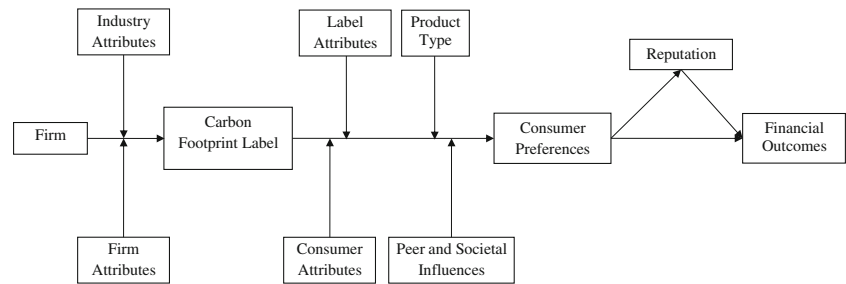 Industry
Attributes
Label
Attributes
Product
Type
Reputation
Firm
Carbon
Footprint Label
Consumer
Preferences
Financial
Outcomes
Firm
Attributes
Consumer
Attributes
Peer and Societal
Influences